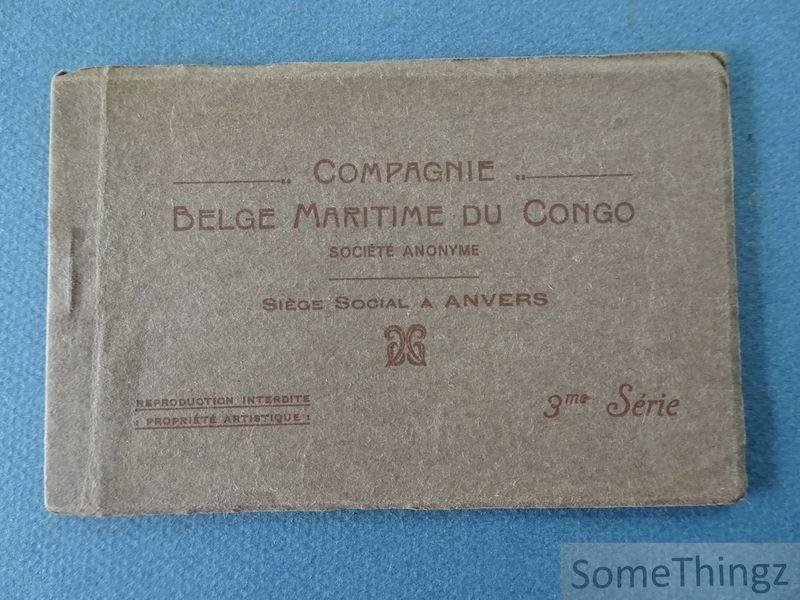 COMPAGNIE
BELGE MARITIME DU CONGO
SOCIÉTÉ ANONYME
SIÈGE SOCIAL A ANVERS
REPRODUCTION INTERDITE
: PROPRIÉTÉ ARTISTIQUE :
3me Série
SomeThingz